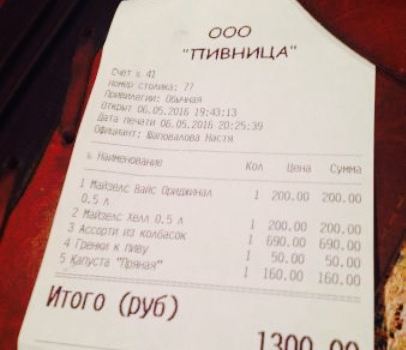 ООО
"ПИВНИЦА"
Счет № 41
Номер столика: 77
Привилегии: Обычная
Открыт 06.05.2016 19:43:13
Дата печати 06.05.2016 20:25:39
Официант: Шаповалова Настя
№ Наименование Кол Цена Сумма
1 Майзелс Вайс Ориджинал 1 200.00 200.00
0.5 л
2 Майзелс Хелл 0.5 л 1 200.00 200.00
3 Ассорти из колбасок 1 690.00 690.00
4 Гренки к пиву 1 50.00 50.00
5 Капуста "Пряная" 1 160.00 160.00
Итого (руб)
1300.00